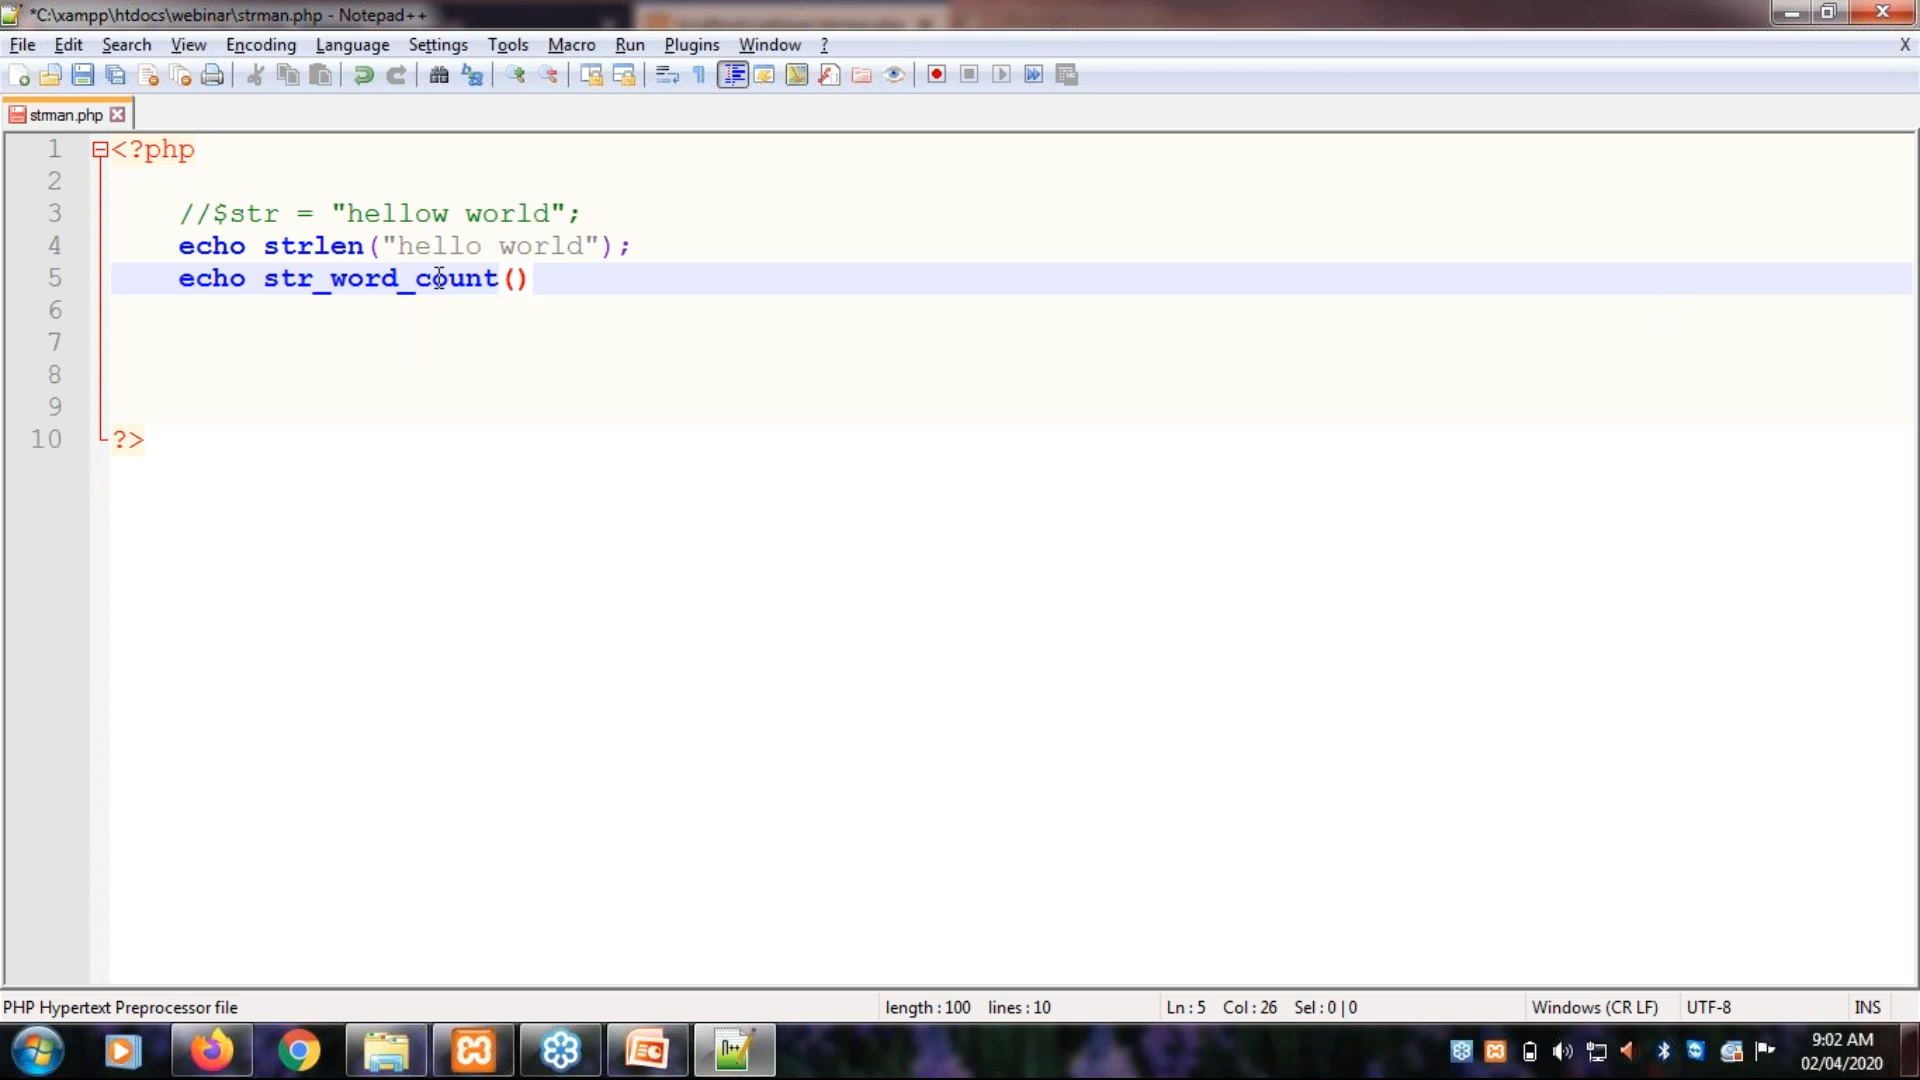 *C:\xampp\htdocs\webinar\strman.php - Notepad++
File Edit Search View Encoding Language Settings Tools Macro Run Plugins Window ? X
strman.php
1 <?php
2
3 //$str = "hellow world";
4 echo strlen("hello world");
5 echo str_word_count()
6
7
8
9
10 ?>
PHP Hypertext Preprocessor file length : 100 lines : 10 Ln : 5 Col : 26 Sel : 0 | 0 Windows (CR LF) UTF-8 INS
9:02 AM
02/04/2020